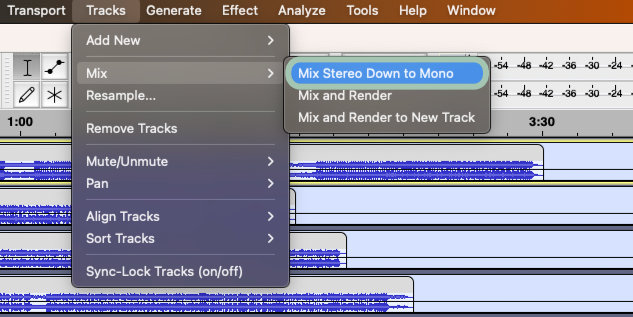 Transport Tracks Generate Effect Analyze Tools Help Window
Add New
Mix
Mix Stereo Down to Mono
-54 -48 -42 -36 -30 -24
Resample...
Mix and Render
-54 -48 -42 -36 -30 -24
Mix and Render to New Track
1:00
3:30
Remove Tracks
Mute/Unmute
Pan
Align Tracks
Sort Tracks
Sync-Lock Tracks (on/off)